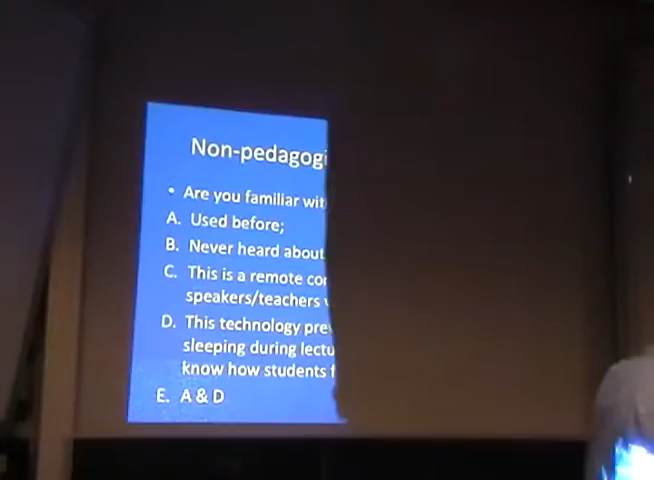 Non-pedagogi
• Are you familiar wit
A. Used before;
B. Never heard about
C. This is a remote con
speakers/teachers
D. This technology pre
sleeping during lectu
know how students f
E. A & D